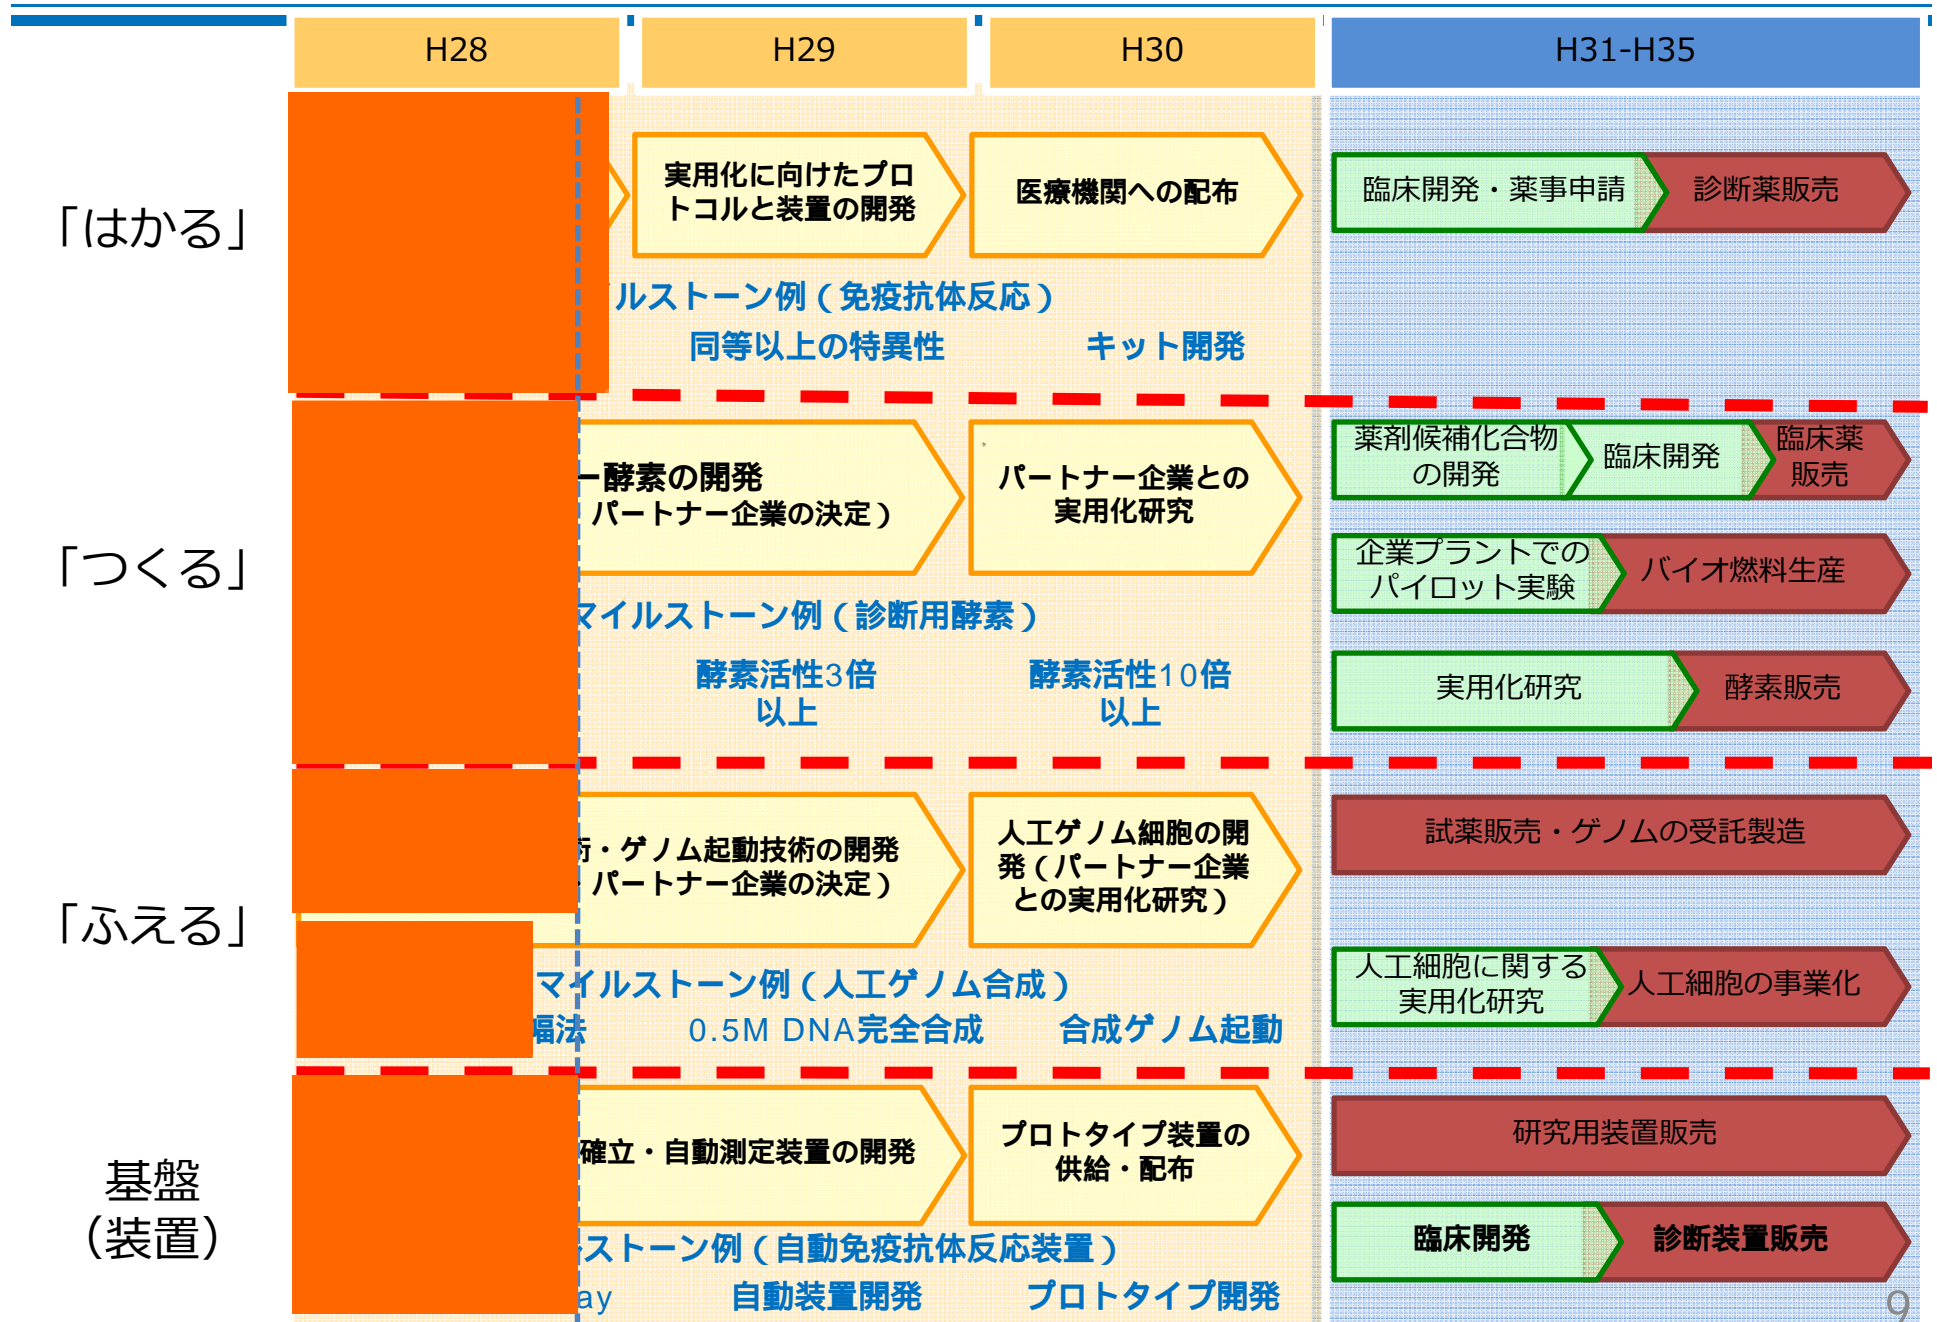 H28
H29
H30
H31-H35
「はかる」
実用化に向けたプロ
トコルと装置の開発
医療機関への配布
臨床開発・薬事申請
診断薬販売
ルストーン例（免疫抗体反応）
同等以上の特異性
キット開発
「つくる」
ー酵素の開発
パートナー企業の決定）
パートナー企業との
実用化研究
薬剤候補化合物
の開発
臨床開発
臨床薬
販売
企業プラントでの
パイロット実験
バイオ燃料生産
マイルストーン例（診断用酵素）
酵素活性3倍
以上
酵素活性10倍
以上
実用化研究
酵素販売
「ふえる」
・ゲノム起動技術の開発
パートナー企業の決定）
人工ゲノム細胞の開
発（パートナー企業
との実用化研究）
試薬販売・ゲノムの受託製造
人工細胞に関する
実用化研究
人工細胞の事業化
マイルストーン例（人工ゲノム合成）
幅法
0.5M DNA完全合成
合成ゲノム起動
基盤
（装置）
確立・自動測定装置の開発
プロトタイプ装置の
供給・配布
研究用装置販売
臨床開発
診断装置販売
ストーン例（自動免疫抗体反応装置）
ay
自動装置開発
プロトタイプ開発
9